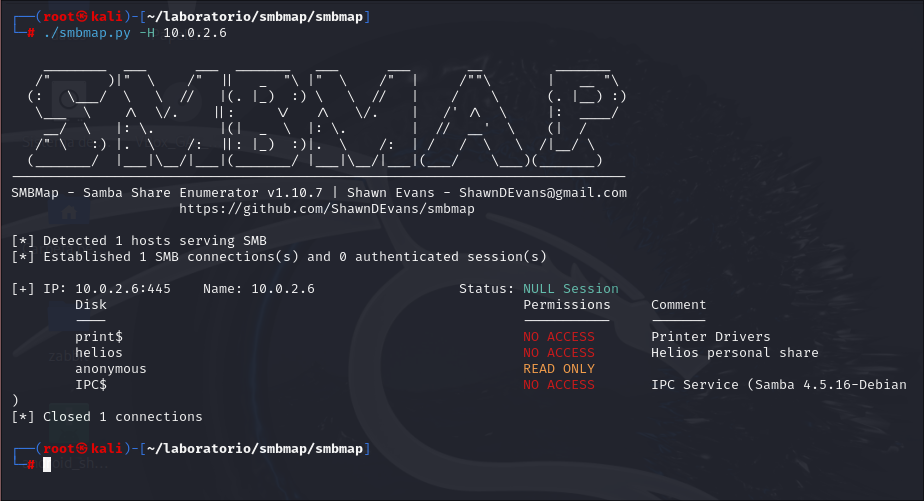 ┌──(root㉿kali)-[~/laboratorio/smbmap/smbmap]
└─# ./smbmap.py -H 10.0.2.6
SMBMAP
SMBMap - Samba Share Enumerator v1.10.7 | Shawn Evans - ShawnDEvans@gmail.com
https://github.com/ShawnDEvans/smbmap
[*] Detected 1 hosts serving SMB
[*] Established 1 SMB connections(s) and 0 authenticated session(s)
[+] IP: 10.0.2.6:445 Name: 10.0.2.6 Status: NULL Session
Disk Permissions Comment
---- ----------- -------
print$ NO ACCESS Printer Drivers
helios NO ACCESS Helios personal share
anonymous READ ONLY
IPC$ NO ACCESS IPC Service (Samba 4.5.16-Debian
)
[*] Closed 1 connections
┌──(root㉿kali)-[~/laboratorio/smbmap/smbmap]
└─#